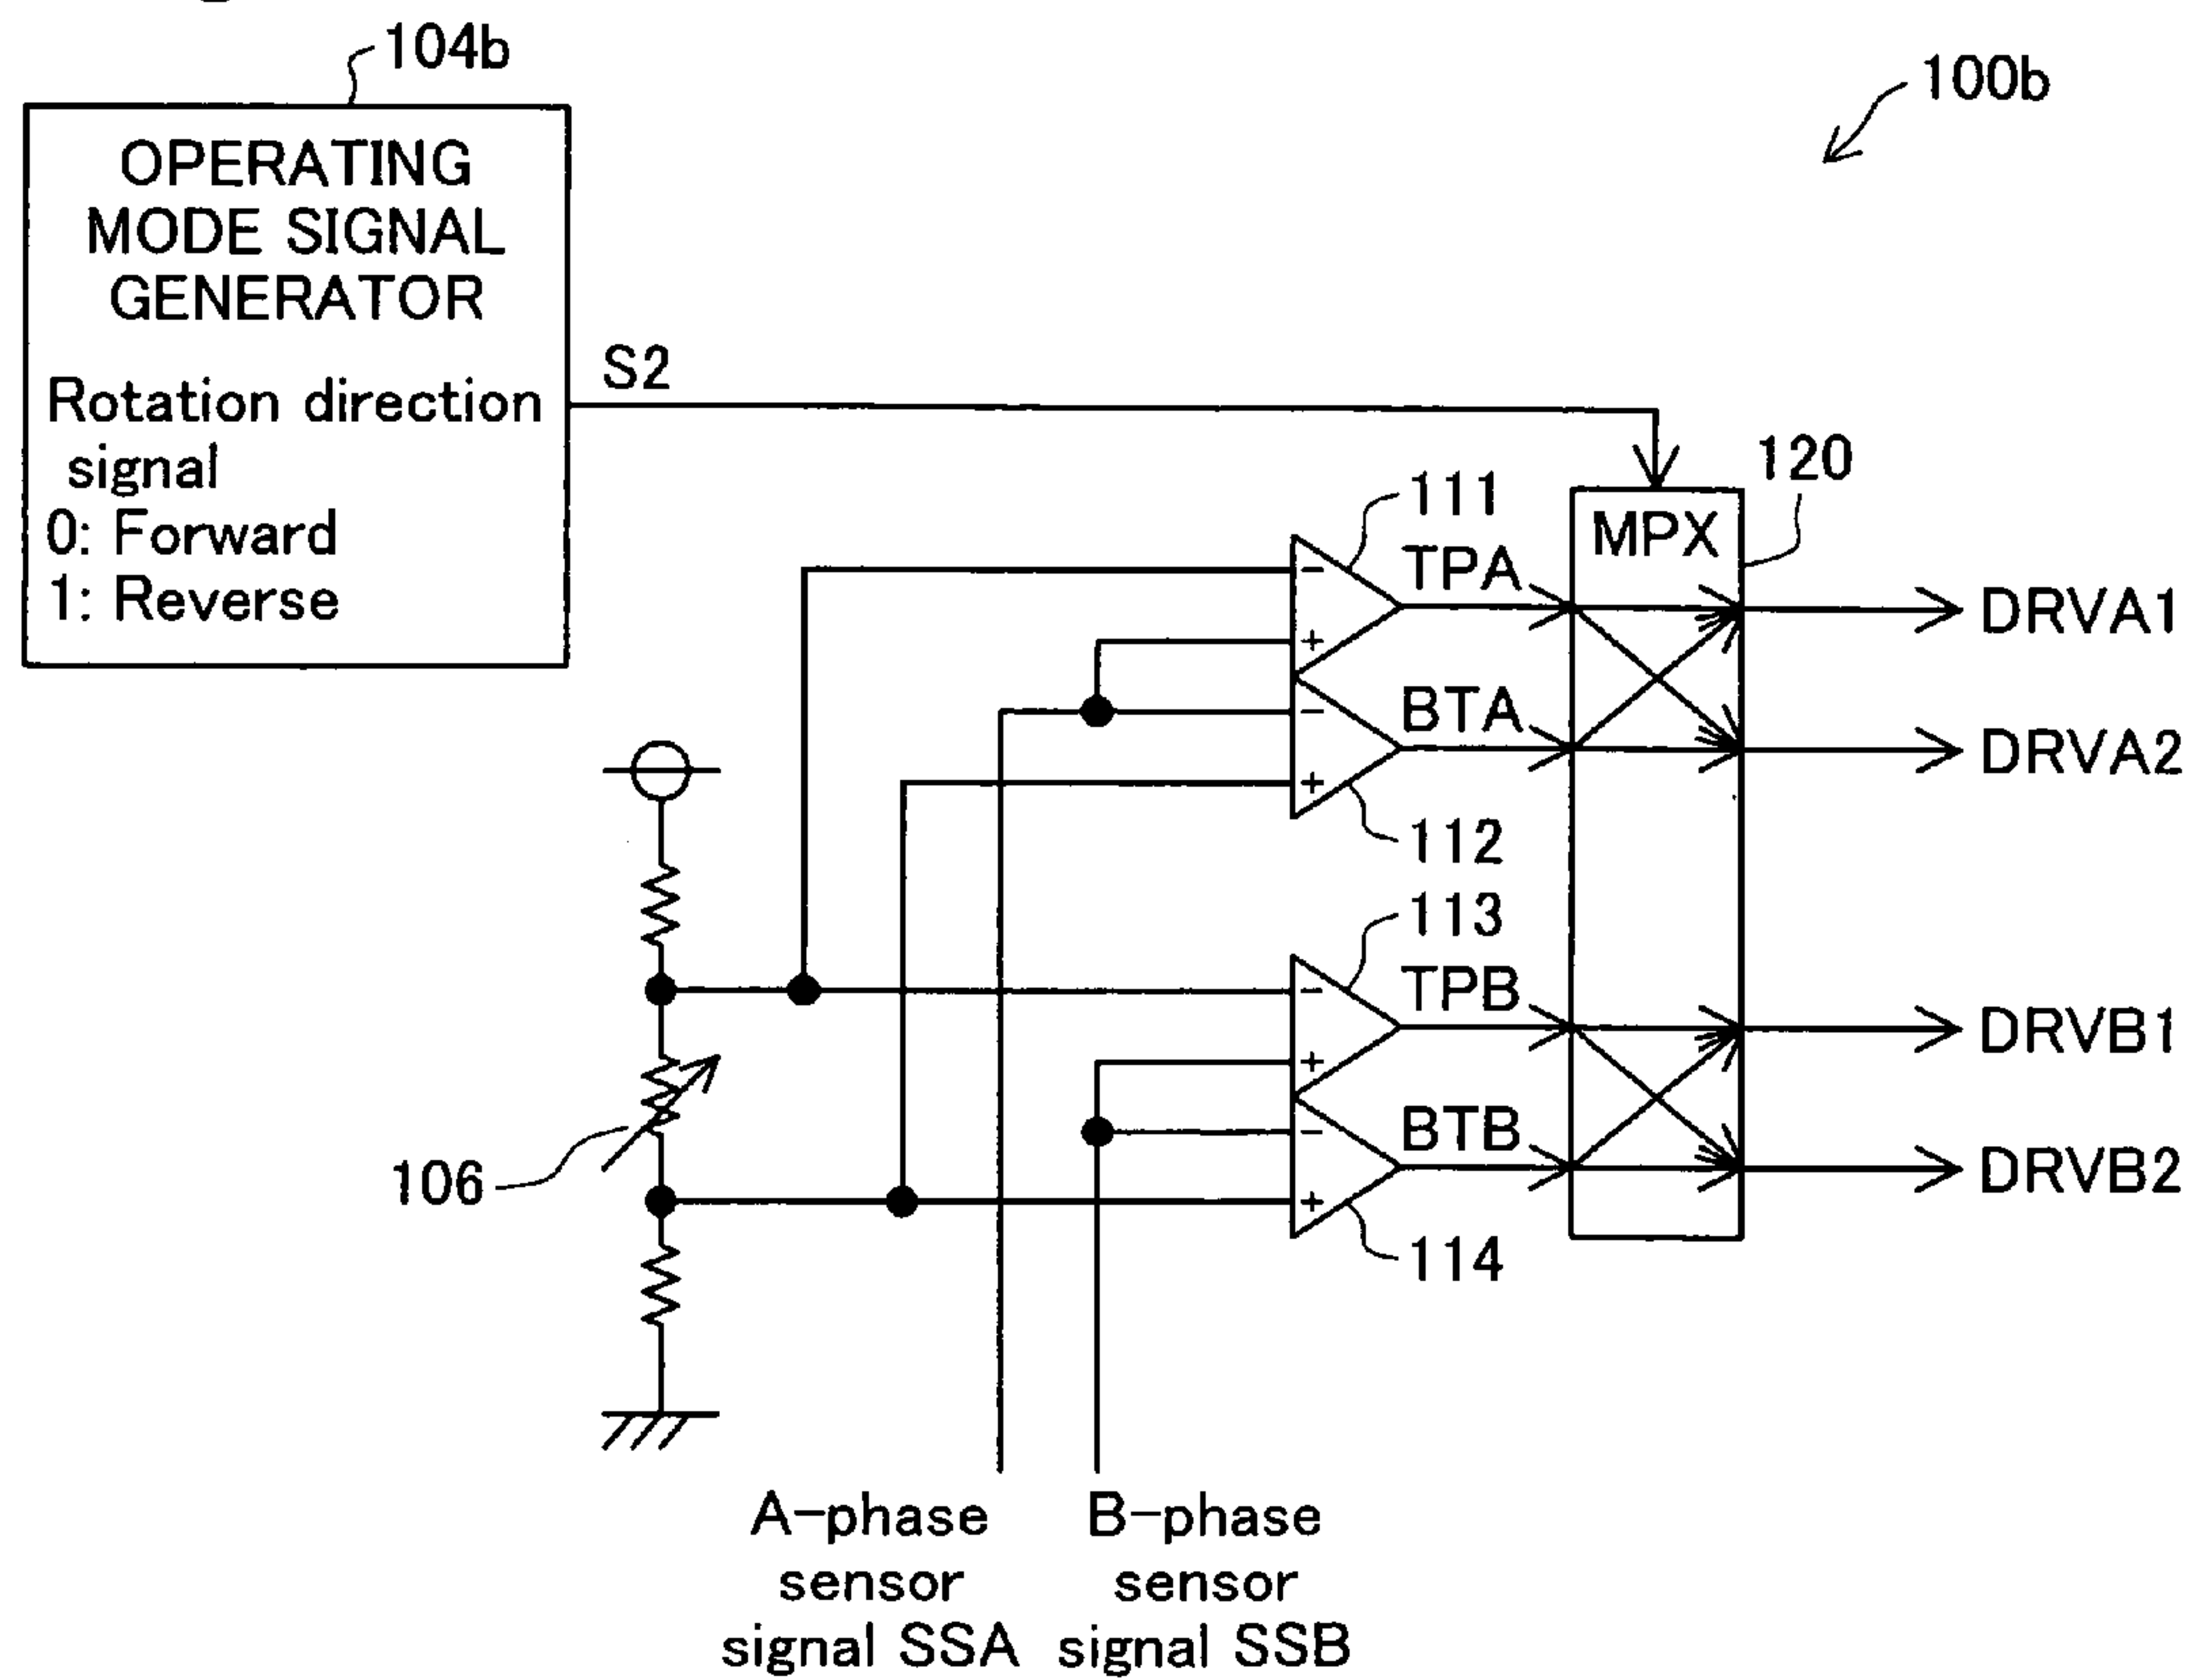 104b
100b
OPERATING
MODE SIGNAL
GENERATOR
Rotation direction
signal
0: Forward
1: Reverse
S2
120
MPX
111
TPA
DRVA1
BTA
DRVA2
112
113
TPB
DRVB1
BTB
DRVB2
114
106
A-phase
sensor
signal SSA
B-phase
sensor
signal SSB